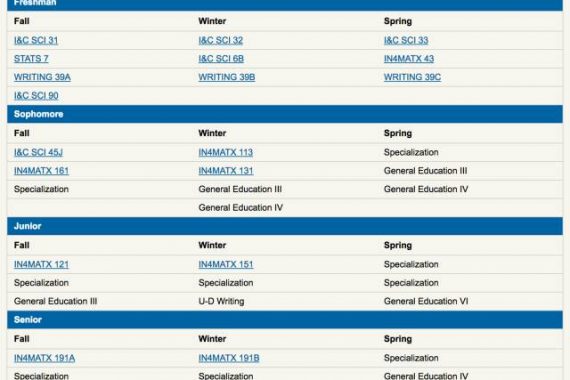 Freshman
Fall Winter Spring
I&C SCI 31 I&C SCI 32 I&C SCI 33
STATS 7 I&C SCI 6B IN4MATX 43
WRITING 39A WRITING 39B WRITING 39C
I&C SCI 90
Sophomore
Fall Winter Spring
I&C SCI 45J IN4MATX 113 Specialization
IN4MATX 161 IN4MATX 131 General Education III
Specialization General Education III General Education IV
General Education IV
Junior
Fall Winter Spring
IN4MATX 121 IN4MATX 151 Specialization
Specialization Specialization Specialization
General Education III U-D Writing General Education VI
Senior
Fall Winter Spring
IN4MATX 191A IN4MATX 191B Specialization
Specialization Specialization General Education IV